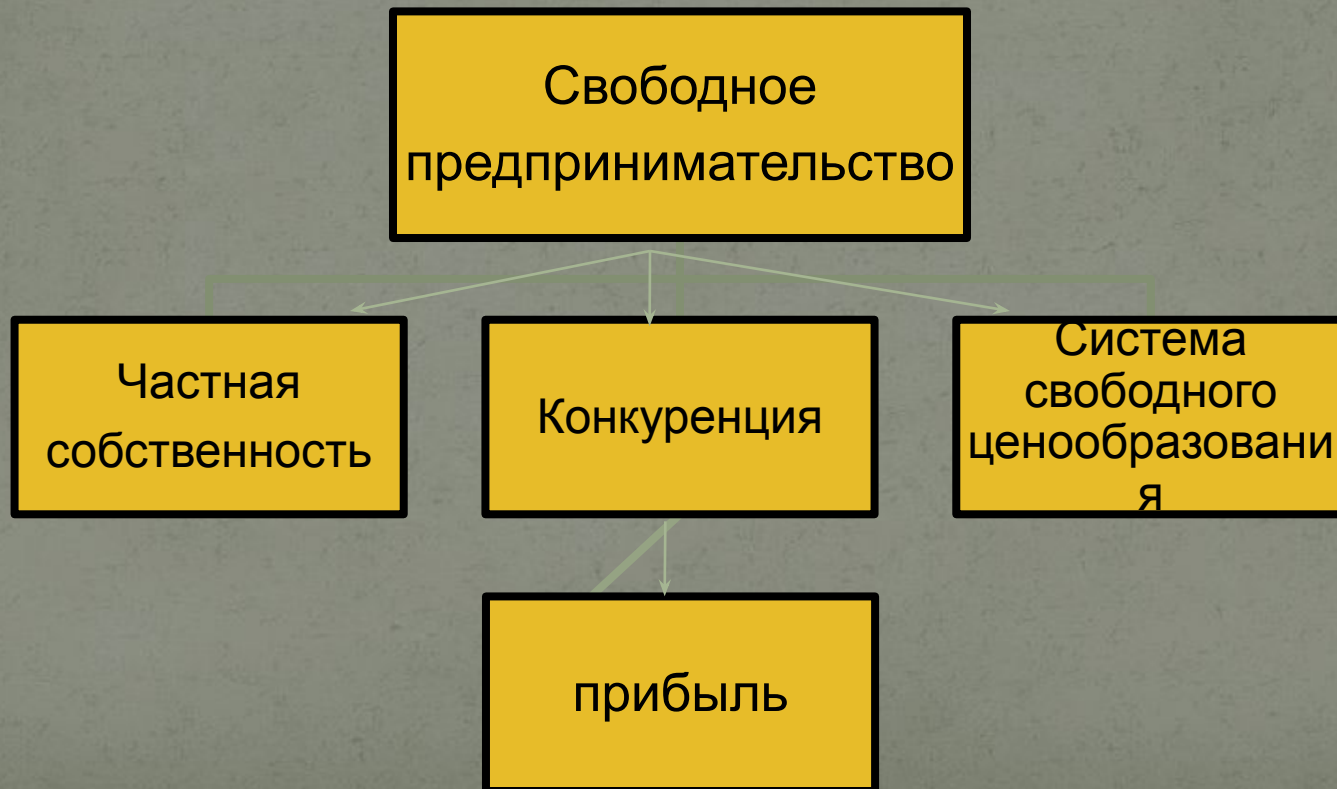 Свободное
предпринимательство
Частная
собственность
Конкуренция
Система
свободного
ценообразовани
я
прибыль